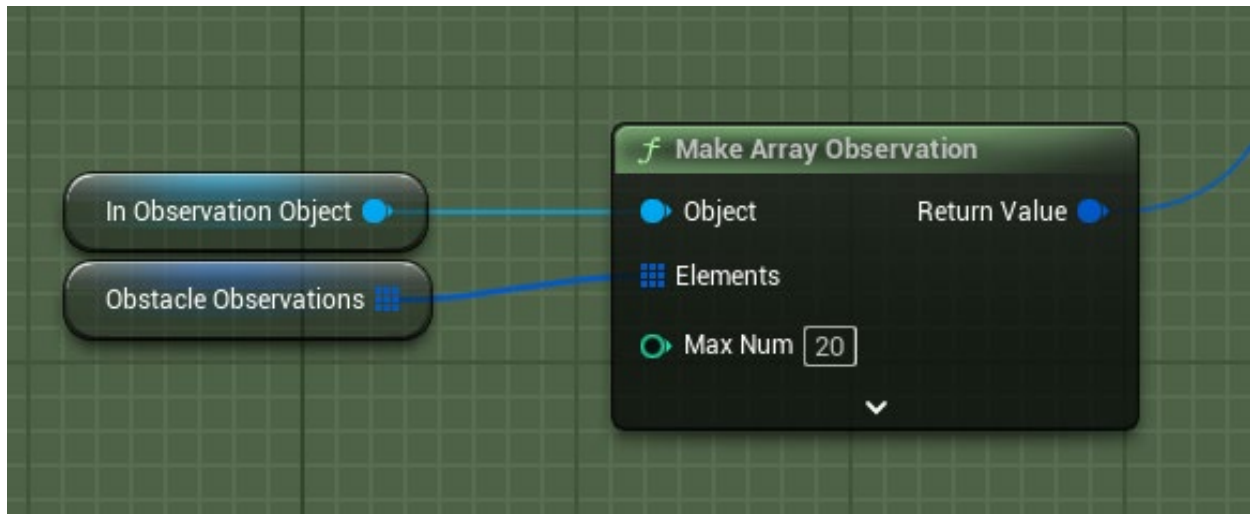 Make Array Observation
In Observation Object
Object
Return Value
Elements
Obstacle Observations
Max Num 20